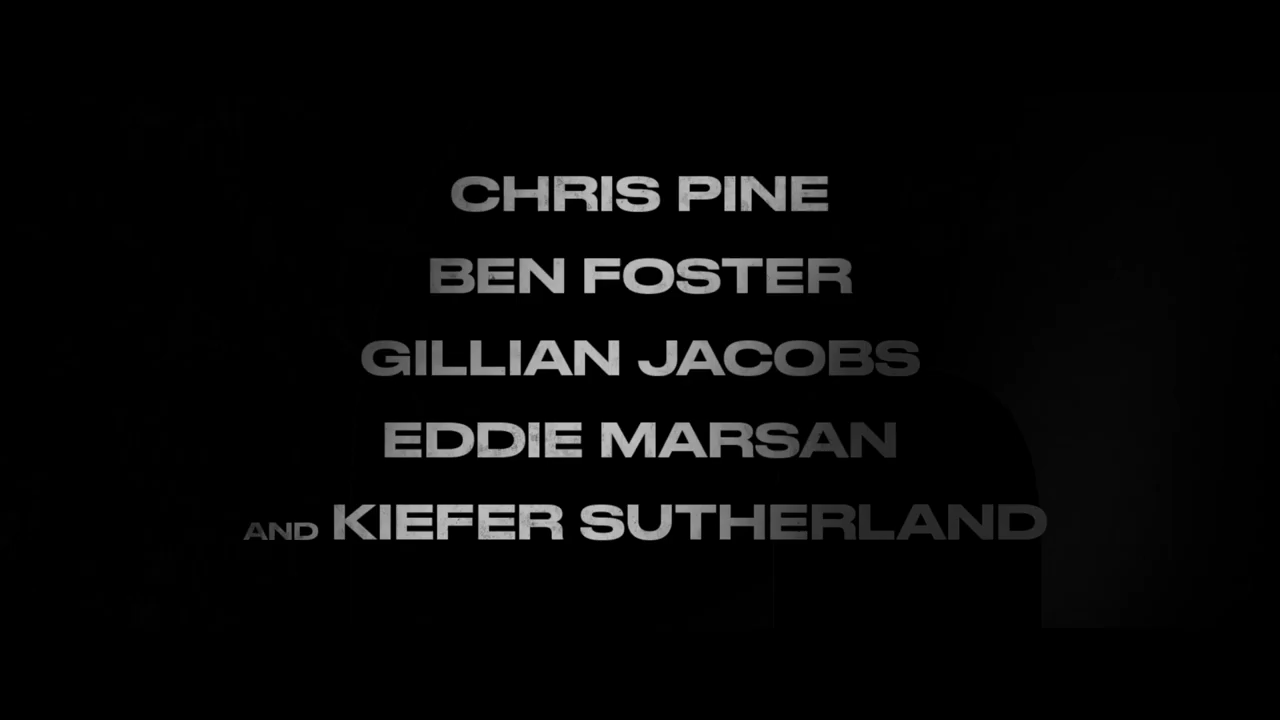 CHRIS PINE
BEN FOSTER
GILLIAN JACOBS
EDDIE MARSAN
AND KIEFER SUTHERLAND